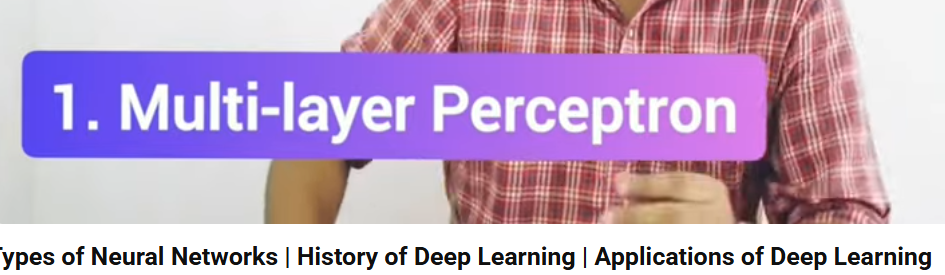 1. Multi-layer Perceptron
Types of Neural Networks | History of Deep Learning | Applications of Deep Learning